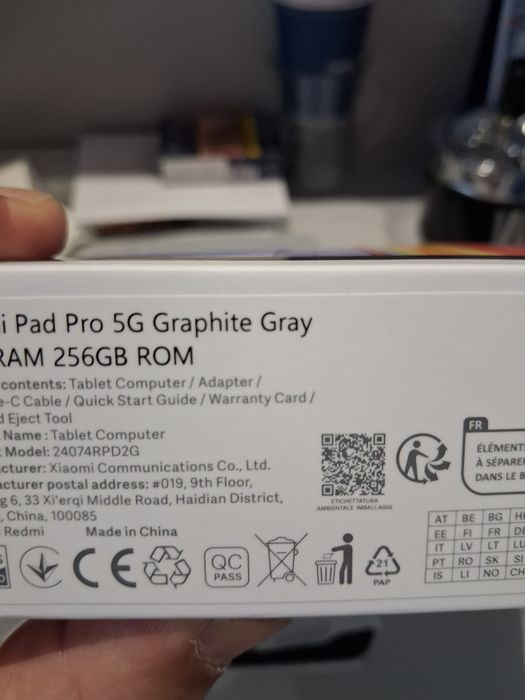 i Pad Pro 5G Graphite Gray
RAM 256GB ROM
contents: Tablet Computer / Adapter /
e-C Cable / Quick Start Guide / Warranty Card /
d Eject Tool
Name : Tablet Computer
Model: 24074RPD2G
cturer: Xiaomi Communications Co., Ltd.
cturer postal address: #019, 9th Floor,
g 6, 33 Xi'erqi Middle Road, Haidian District,
, China, 100085
Redmi Made in China
ETICHETTATURA
AMBIENTALE IMBALLAGGI
FR
ÉLÉMENTS
À SÉPARE
DANS LE B
AT BE BG H
EE FI FR DE
IT LV LT LU
PT RO SK SI
IS LI NO CH
CE
QC
PASS
21
PAP